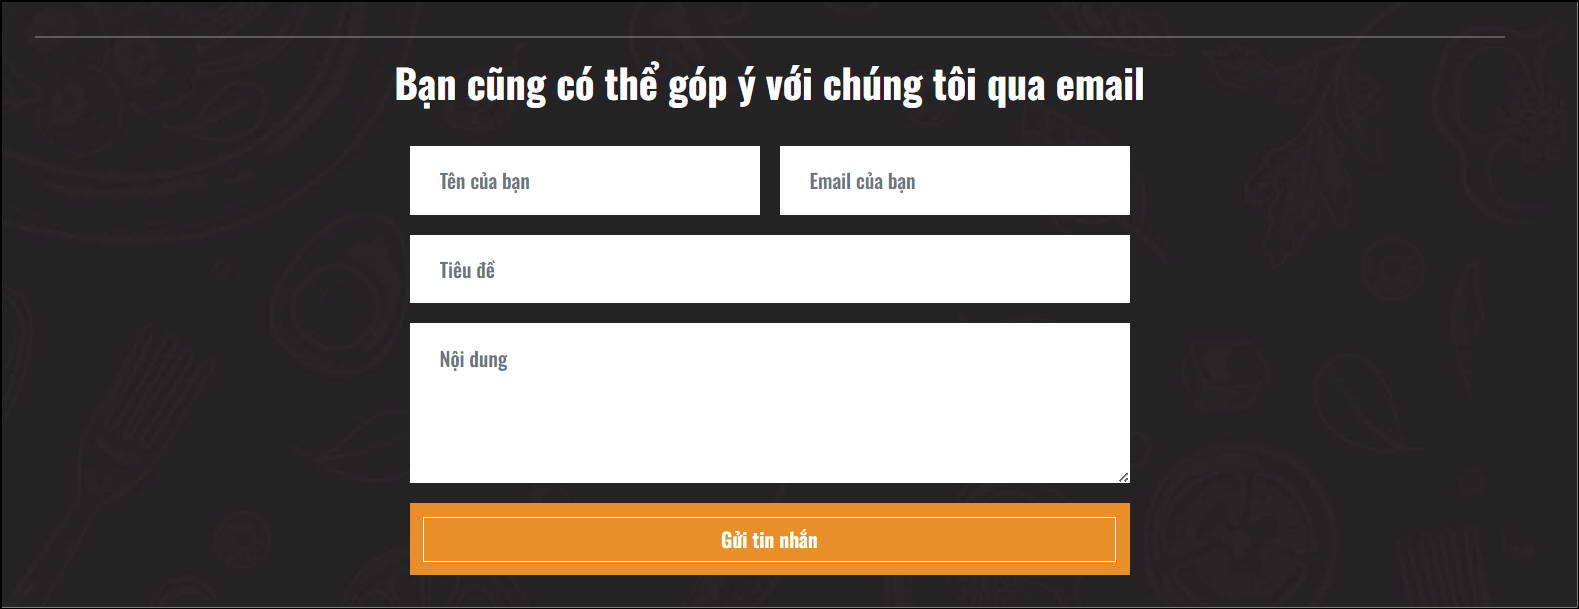 Bạn cũng có thể góp ý với chúng tôi qua email
Tên của bạn
Email của bạn
Tiêu đề
Nội dung
Gửi tin nhắn